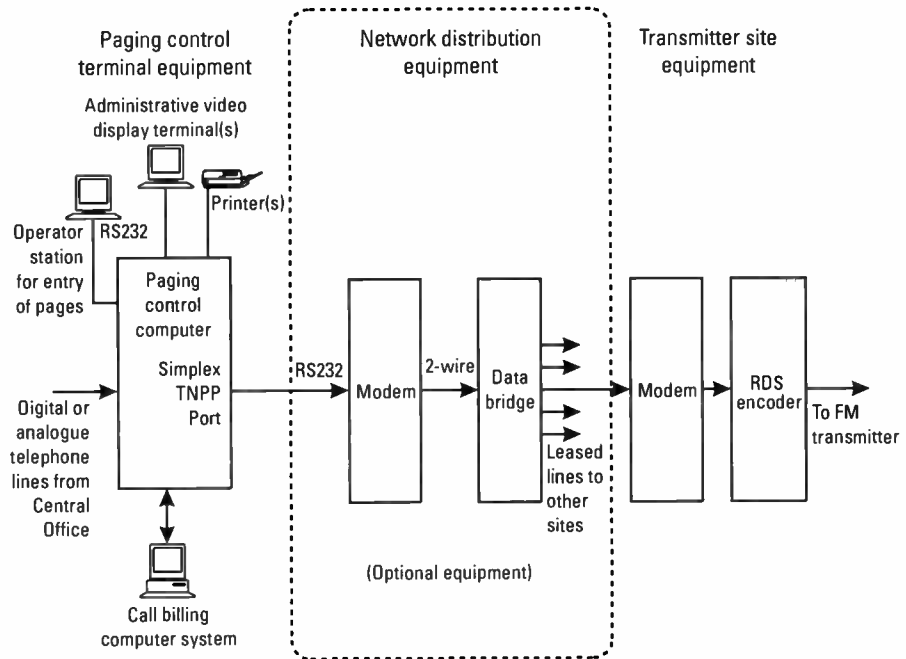 Paging control
terminal equipment
Network distribution
equipment
Transmitter site
equipment
Administrative video
display terminal(s)
Printer(s)
RS232
Operator
station
for entry
of pages
Paging
control
computer
Simplex
TNPP
Port
RS232
Modem
2-wire
Data
bridge
Modem
RDS
encoder
To FM
transmitter
Digital or
analogue
telephone
lines from
Central
Office
Leased
lines to
other
sites
(Optional equipment)
Call billing
computer system